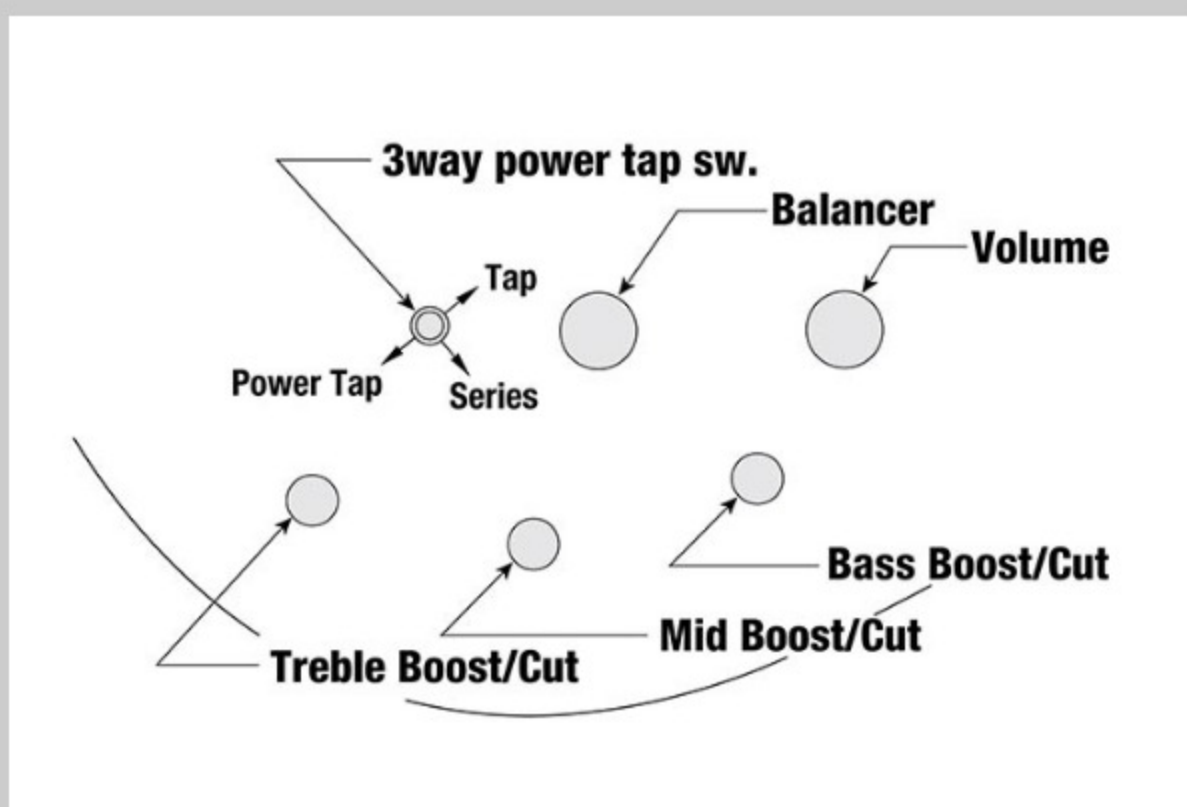 3way power tap sw.
Balancer
Volume
Tap
Power Tap
Series
Bass Boost/Cut
Mid Boost/Cut
Treble Boost/Cut